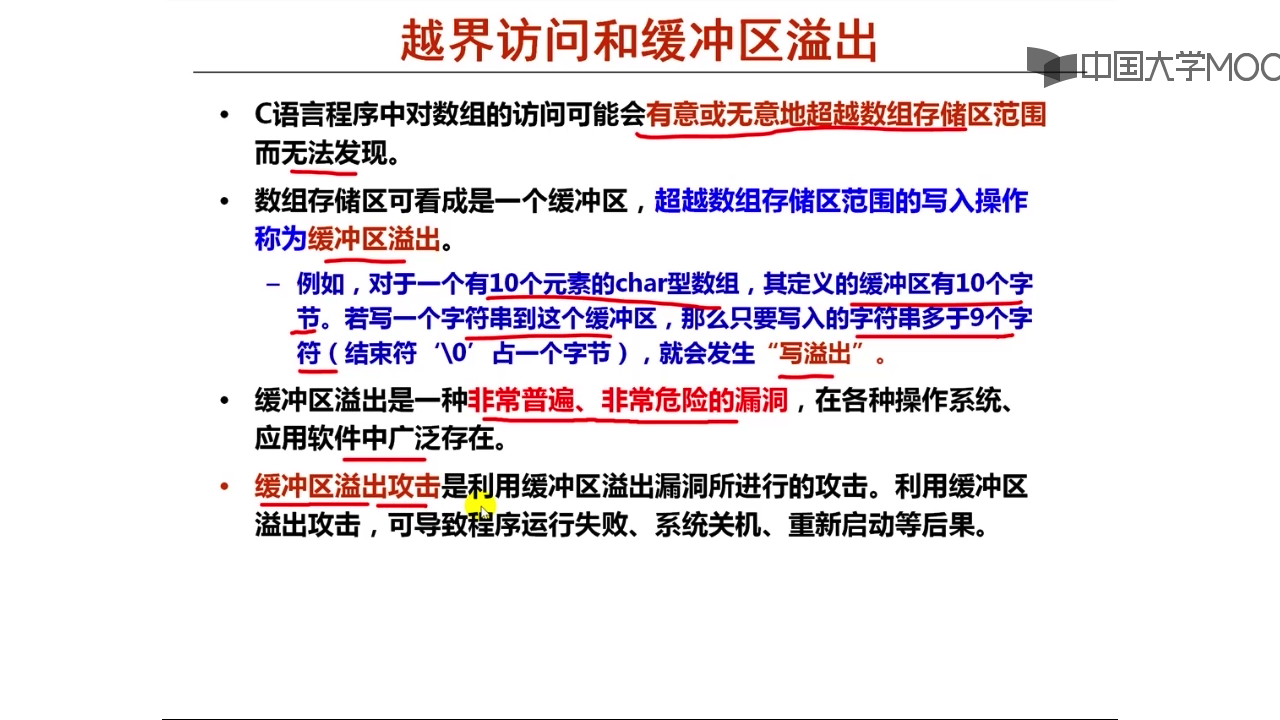 越界访问和缓冲区溢出
中国大学MOO
• C语言程序中对数组的访问可能会有意或无意地超越数组存储区范围
而无法发现。
• 数组存储区可看成是一个缓冲区，超越数组存储区范围的写入操作
称为缓冲区溢出。
– 例如，对于一个有10个元素的char型数组，其定义的缓冲区有10个字
节。若写一个字符串到这个缓冲区，那么只要写入的字符串多于9个字
符（结束符‘\0’占一个字节），就会发生“写溢出”。
• 缓冲区溢出是一种非常普遍、非常危险的漏洞，在各种操作系统、
应用软件中广泛存在。
• 缓冲区溢出攻击是利用缓冲区溢出漏洞所进行的攻击。利用缓冲区
溢出攻击，可导致程序运行失败、系统关机、重新启动等后果。